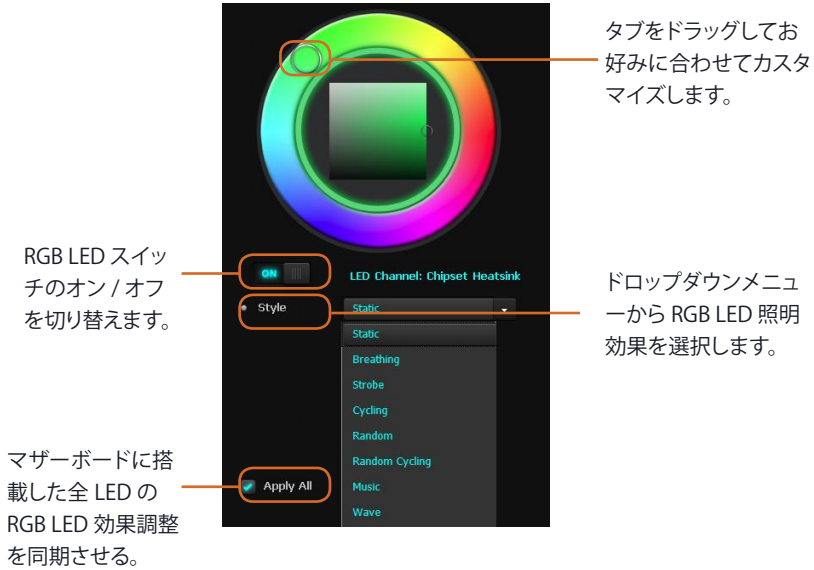 タブをドラッグしてお
好みに合わせてカスタ
マイズします。
RGB LED スイッ
チのオン / オフ
を切り替えます。
ON
LED Channel: Chipset Heatsink
Style
Static
ドロップダウンメニュ
ーから RGB LED 照明
効果を選択します。
Static
Breathing
Strobe
Cycling
Random
Random Cycling
Music
Wave
マザーボードに搭
載した全 LED の
RGB LED 効果調整
を同期させる。
Apply All